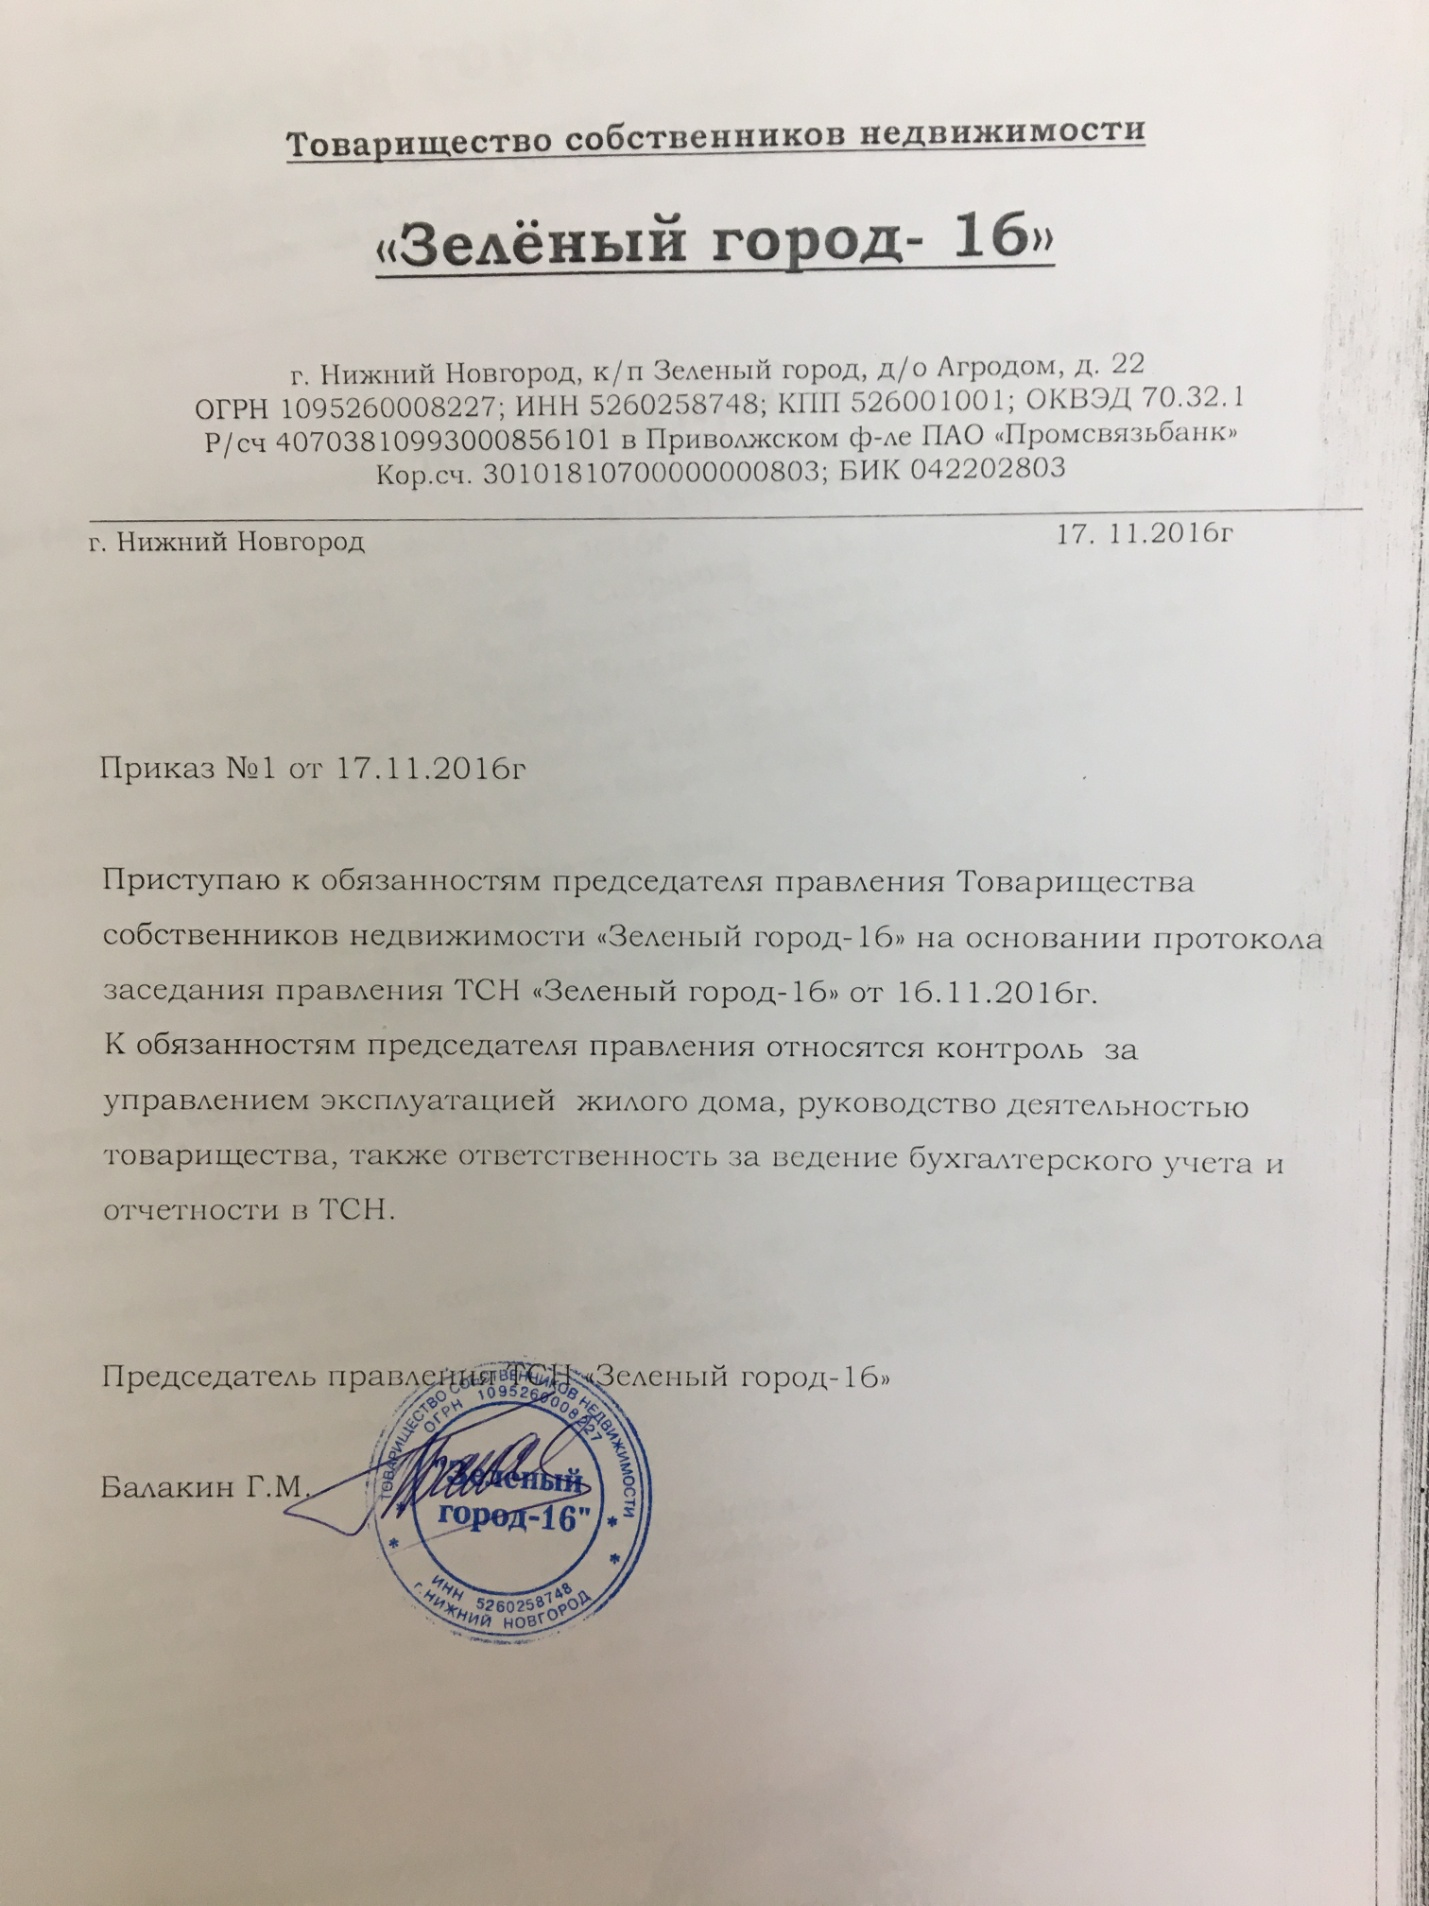 Товарищество собственников недвижимости
«Зелёный город- 16»
г. Нижний Новгород, к/п Зеленый город, д/о Агродом, д. 22
ОГРН 1095260008227; ИНН 5260258748; КПП 526001001; ОКВЭД 70.32.1
Р/сч 40703810993000856101 в Приволжском ф-ле ПАО «Промсвязьбанк»
Кор.сч. 30101810700000000803; БИК 042202803
г. Нижний Новгород 17. 11.2016г
Приказ №1 от 17.11.2016г
Приступаю к обязанностям председателя правления Товарищества
собственников недвижимости «Зеленый город-16» на основании протокола
заседания правления ТСН «Зеленый город-16» от 16.11.2016г.
К обязанностям председателя правления относятся контроль за
управлением эксплуатацией жилого дома, руководство деятельностью
товарищества, также ответственность за ведение бухгалтерского учета и
отчетности в ТСН.
Председатель правления ТСН «Зеленый город-16»
Балакин Г.М.
ТОВАРИЩЕСТВО СОБСТВЕННИКОВ НЕДВИЖИМОСТИ
ОГРН 1095260008227
"Зеленый
город-16"
ИНН 5260258748
г.НИЖНИЙ НОВГОРОД